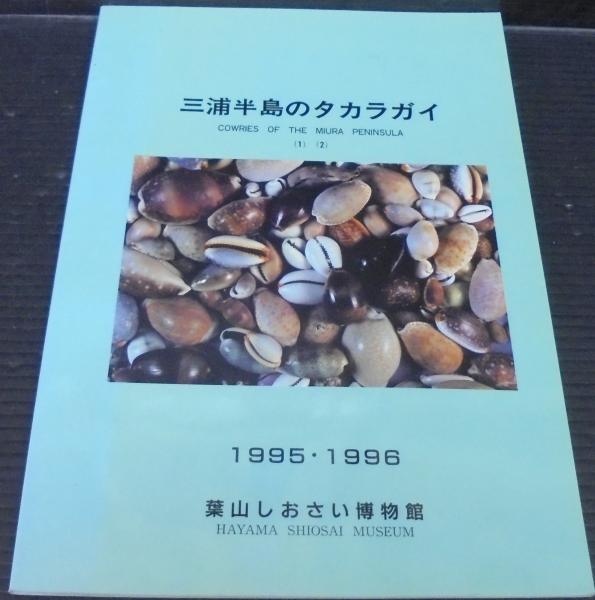 三浦半島のタカラガイ
COWRIES OF THE MIURA PENINSULA
(1) (2)
1995・1996
葉山しおさい博物館
HAYAMA SHIOSAI MUSEUM